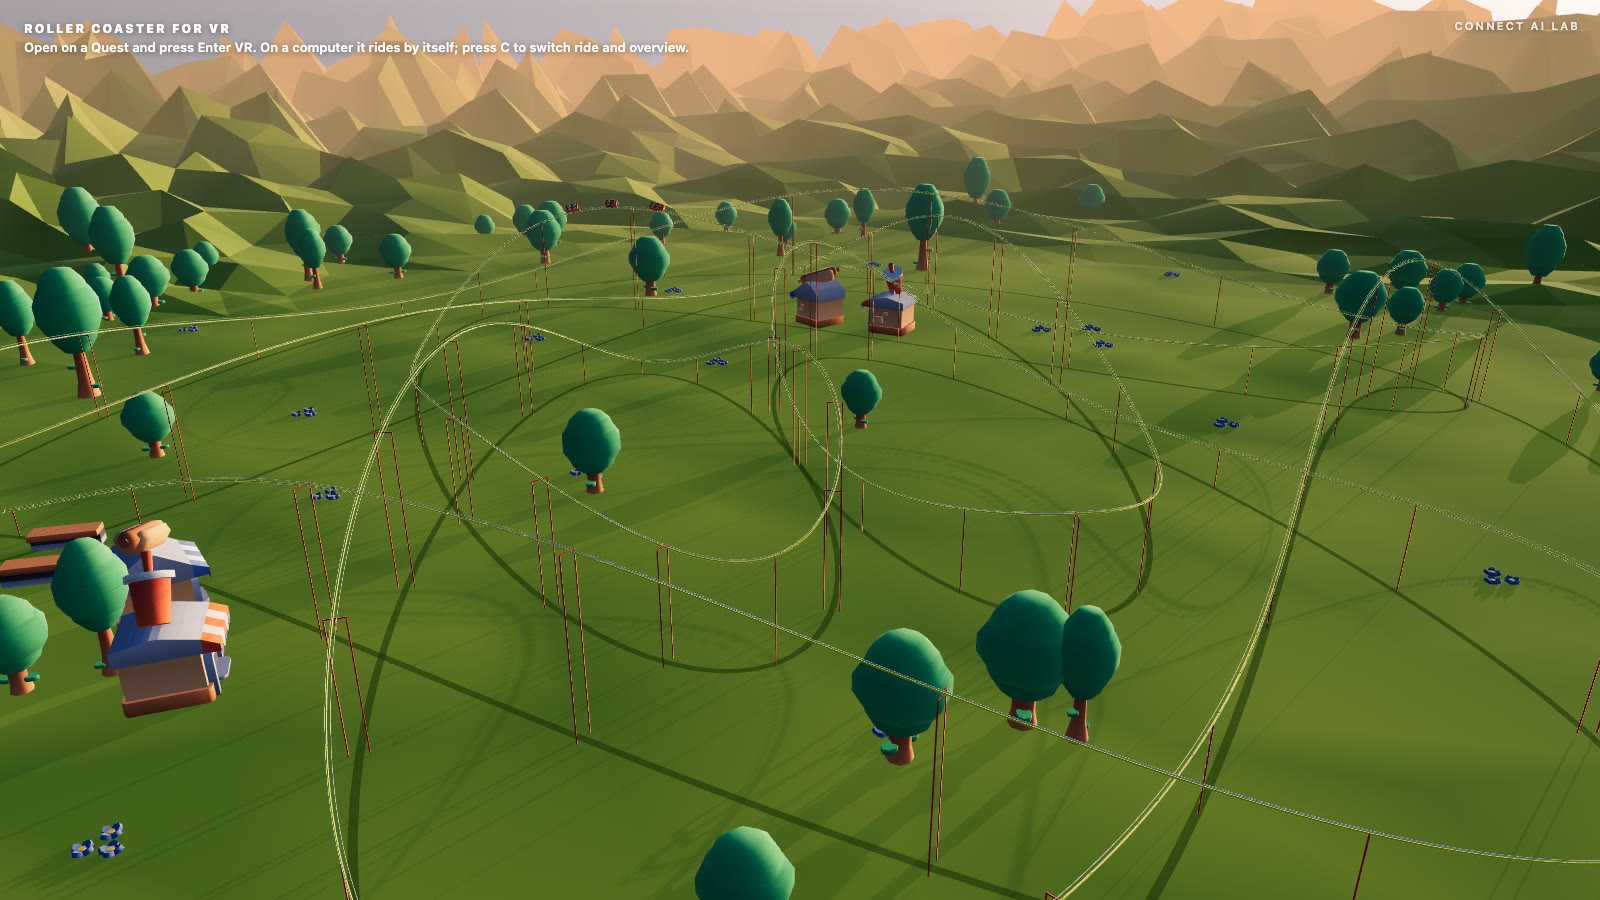 ROLLER COASTER FOR VR
CONNECT AI LAB
Open on a Quest and press Enter VR. On a computer it rides by itself; press C to switch ride and overview.